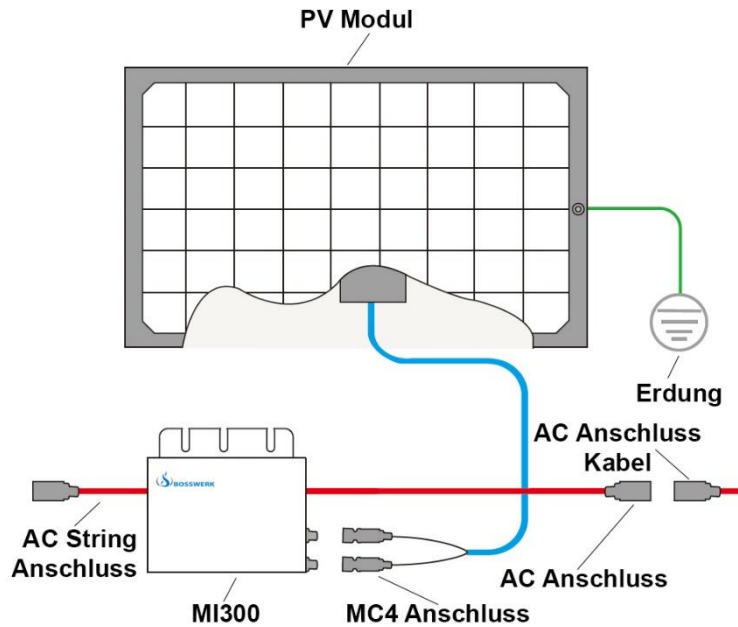 PV Modul
Erdung
AC Anschluss
Kabel
BOSSWERK
AC String
Anschluss
AC Anschluss
MI300
MC4 Anschluss